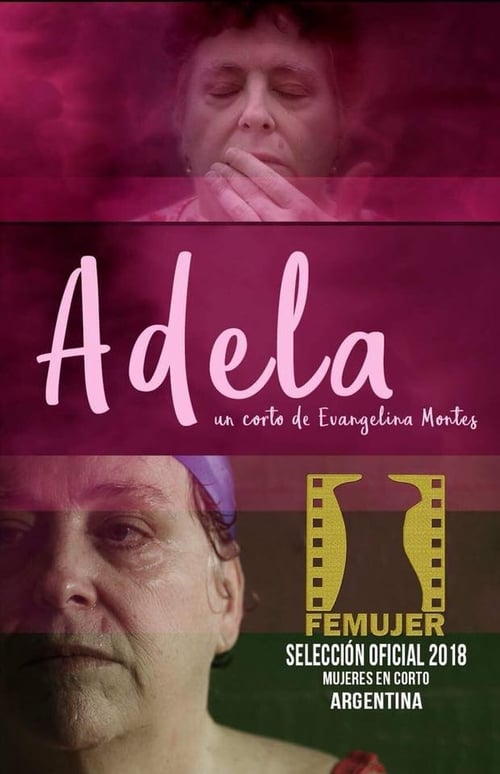 Adela
un corto de Evangelina Montes
FEMUJER
SELECCIÓN OFICIAL 2018
MUJERES EN CORTO
ARGENTINA